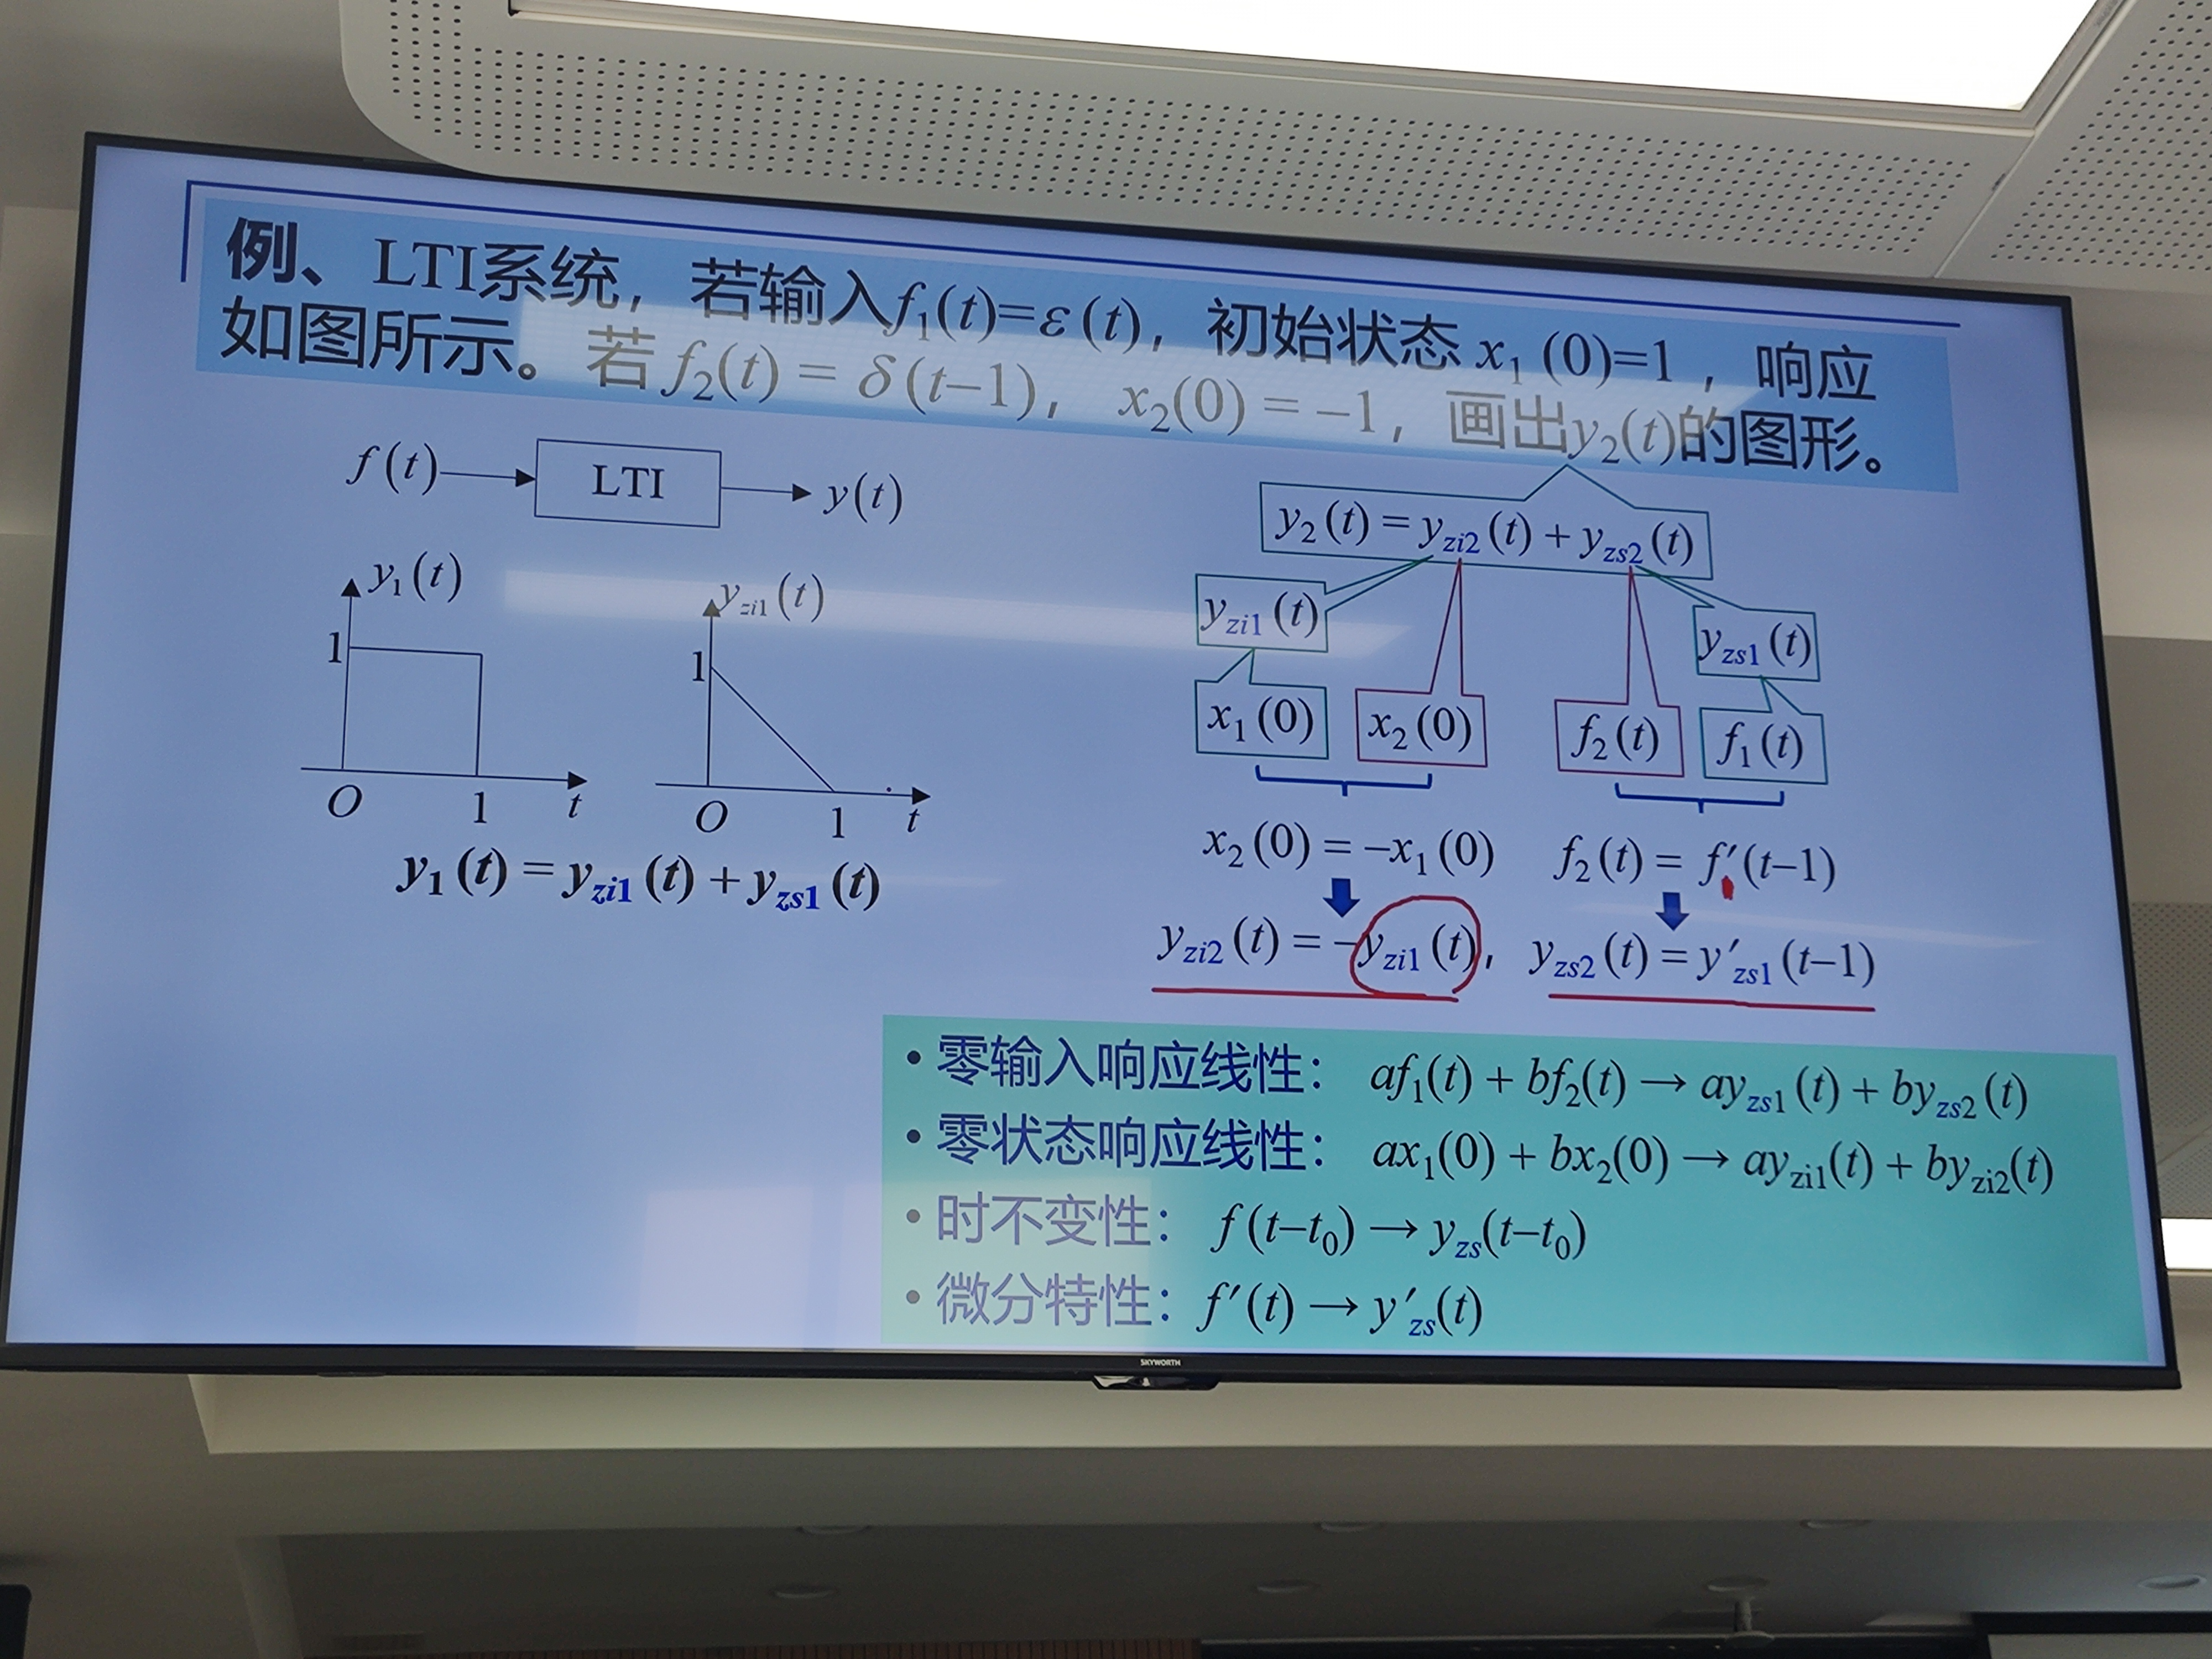 例、LTI系统，若输入f₁(t)=ε(t)，初始状态 x₁(0)=1，响应
如图所示。若 f₂(t) = δ(t–1)， x₂(0) = –1，画出y₂(t)的图形。
f(t) LTI y(t)
y₂(t) = y_zi2(t) + y_zs2(t)
y₁(t)
1
O 1 t
y_zi1(t)
1
O 1 t
y_zi1(t) y_zs1(t)
x₁(0) x₂(0) f₂(t) f₁(t)
y₁(t) = y_zi1(t) + y_zs1(t)
x₂(0) = –x₁(0) f₂(t) = f′(t–1)
y_zi2(t) = –y_zi1(t)， y_zs2(t) = y′_zs1(t–1)
• 零输入响应线性： af₁(t) + bf₂(t) → ay_zs1(t) + by_zs2(t)
• 零状态响应线性： ax₁(0) + bx₂(0) → ay_zi1(t) + by_zi2(t)
• 时不变性： f(t–t₀) → y_zs(t–t₀)
• 微分特性： f′(t) → y′_zs(t)
SKYWORTH